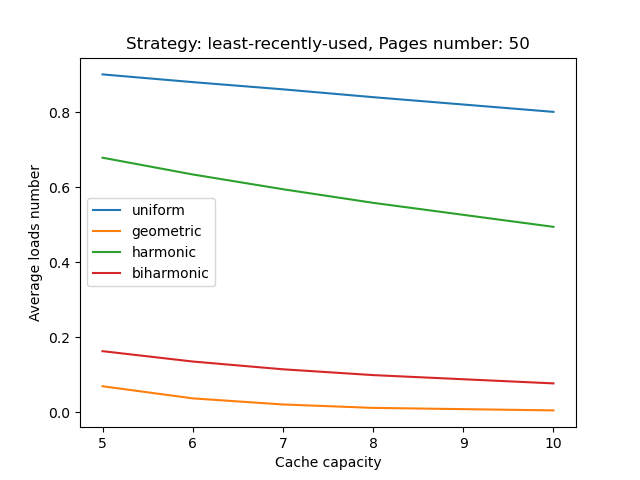 Strategy: least-recently-used, Pages number: 50
Average loads number
0.8
0.6
0.4
0.2
0.0
uniform
geometric
harmonic
biharmonic
5 6 7 8 9 10
Cache capacity